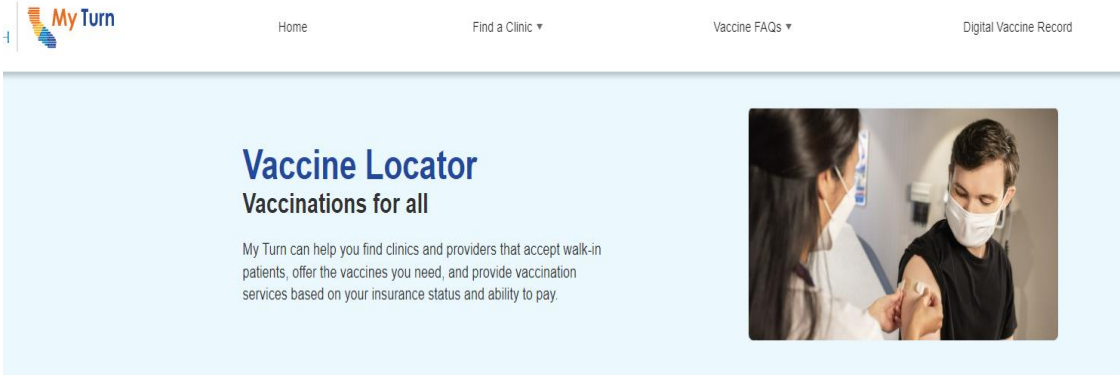 My Turn
Home
Find a Clinic ▾
Vaccine FAQs ▾
Digital Vaccine Record
Vaccine Locator
Vaccinations for all
My Turn can help you find clinics and providers that accept walk-in
patients, offer the vaccines you need, and provide vaccination
services based on your insurance status and ability to pay.